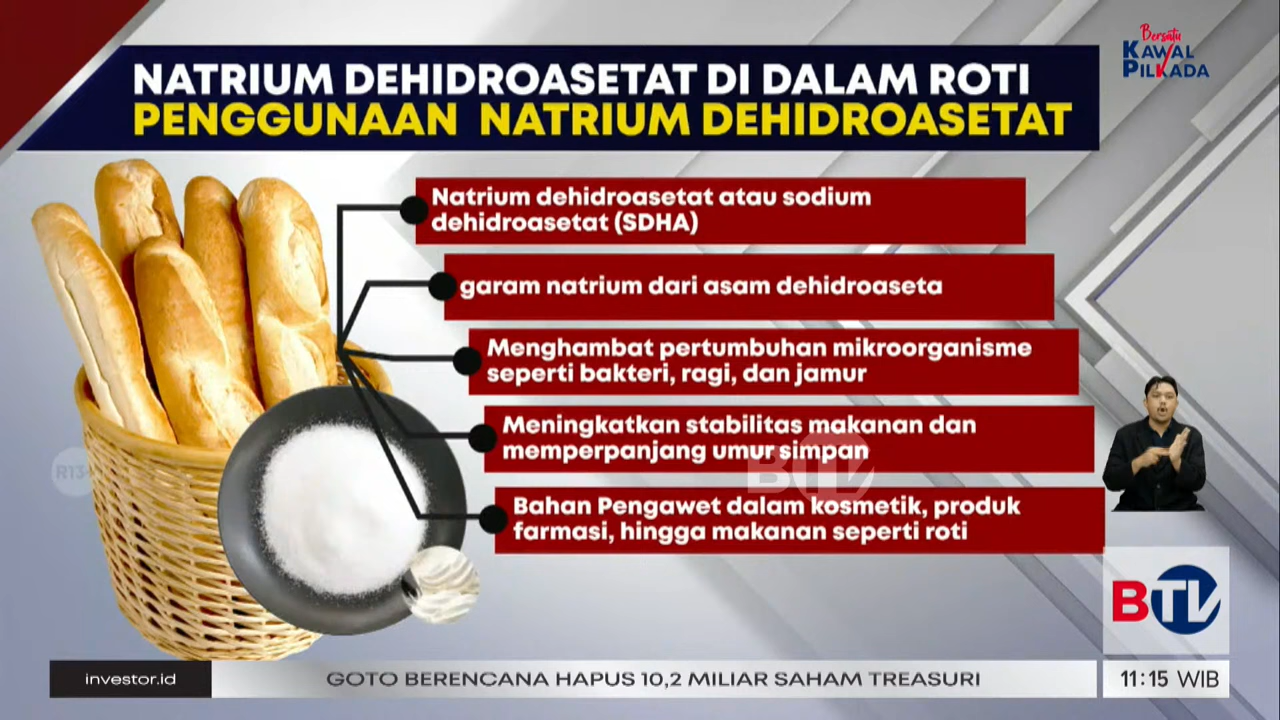 Bersatu
KAWAL
PILKADA
NATRIUM DEHIDROASETAT DI DALAM ROTI
PENGGUNAAN NATRIUM DEHIDROASETAT
Natrium dehidroasetat atau sodium
dehidroasetat (SDHA)
garam natrium dari asam dehidroaseta
Menghambat pertumbuhan mikroorganisme
seperti bakteri, ragi, dan jamur
Meningkatkan stabilitas makanan dan
memperpanjang umur simpan
Bahan Pengawet dalam kosmetik, produk
farmasi, hingga makanan seperti roti
R13+
BTV
BTV
investor.id
GOTO BERENCANA HAPUS 10,2 MILIAR SAHAM TREASURI
11:15 WIB